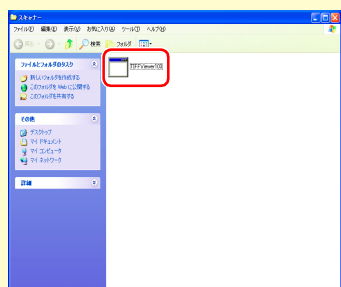 スキャナー
ファイル(F) 編集(E) 表示(V) お気に入り(A) ツール(T) ヘルプ(H)
戻る 検索 フォルダ
ファイルとフォルダのタスク
新しいフォルダを作成する
このフォルダを Web に公開する
このフォルダを共有する
その他
デスクトップ
マイ ドキュメント
マイ コンピュータ
マイ ネットワーク
詳細
TIFFViewer100